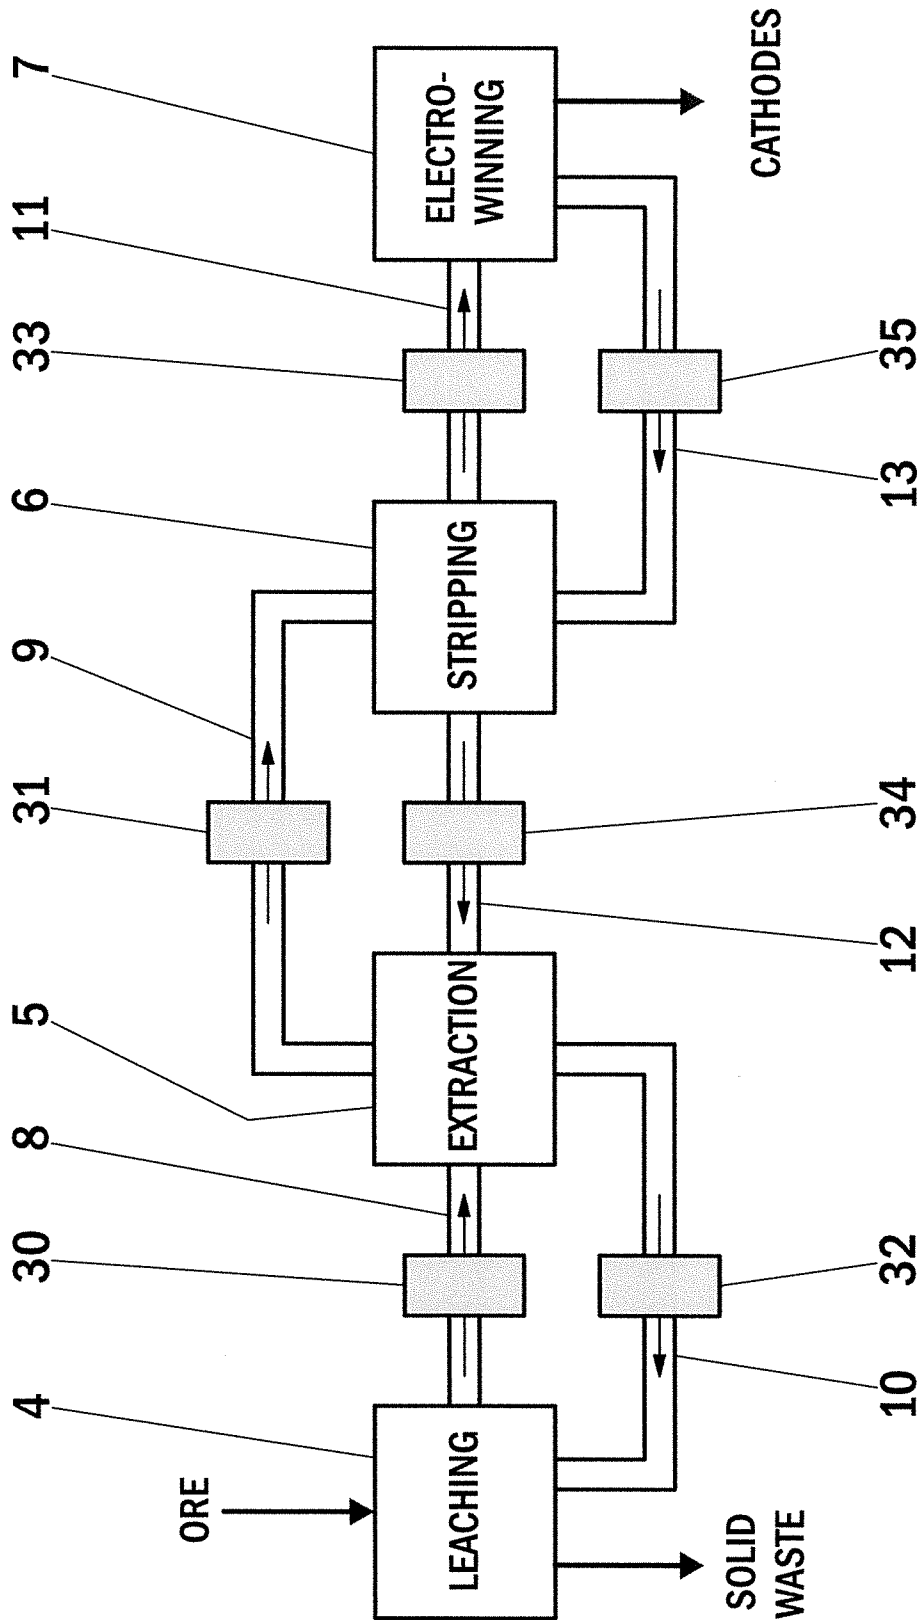 4
30
8
5
31
9
6
33
11
7
ORE
LEACHING
EXTRACTION
STRIPPING
ELECTRO-
WINNING
SOLID
WASTE
CATHODES
10
32
12
34
13
35